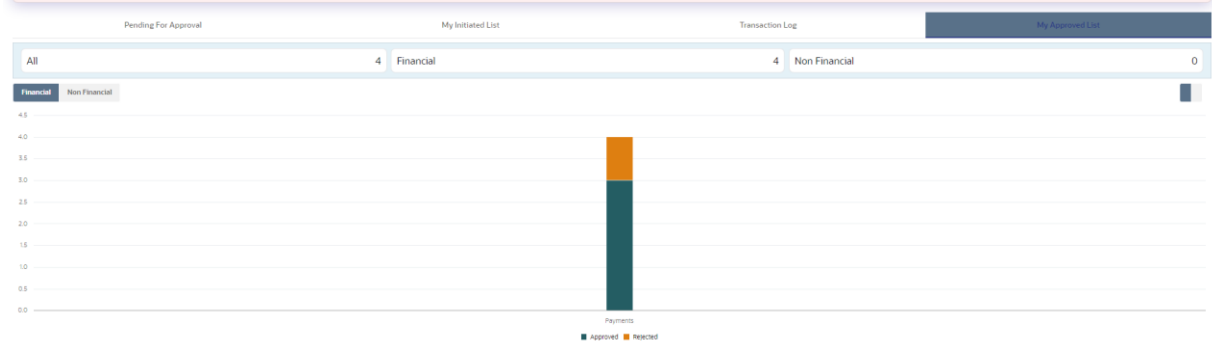 Pending For Approval My Initiated List Transaction Log My Approved List
All 4 Financial 4 Non Financial 0
Financial Non Financial
4.5
4.0
3.5
3.0
2.5
2.0
1.5
1.0
0.5
0.0
Payments
Approved Rejected